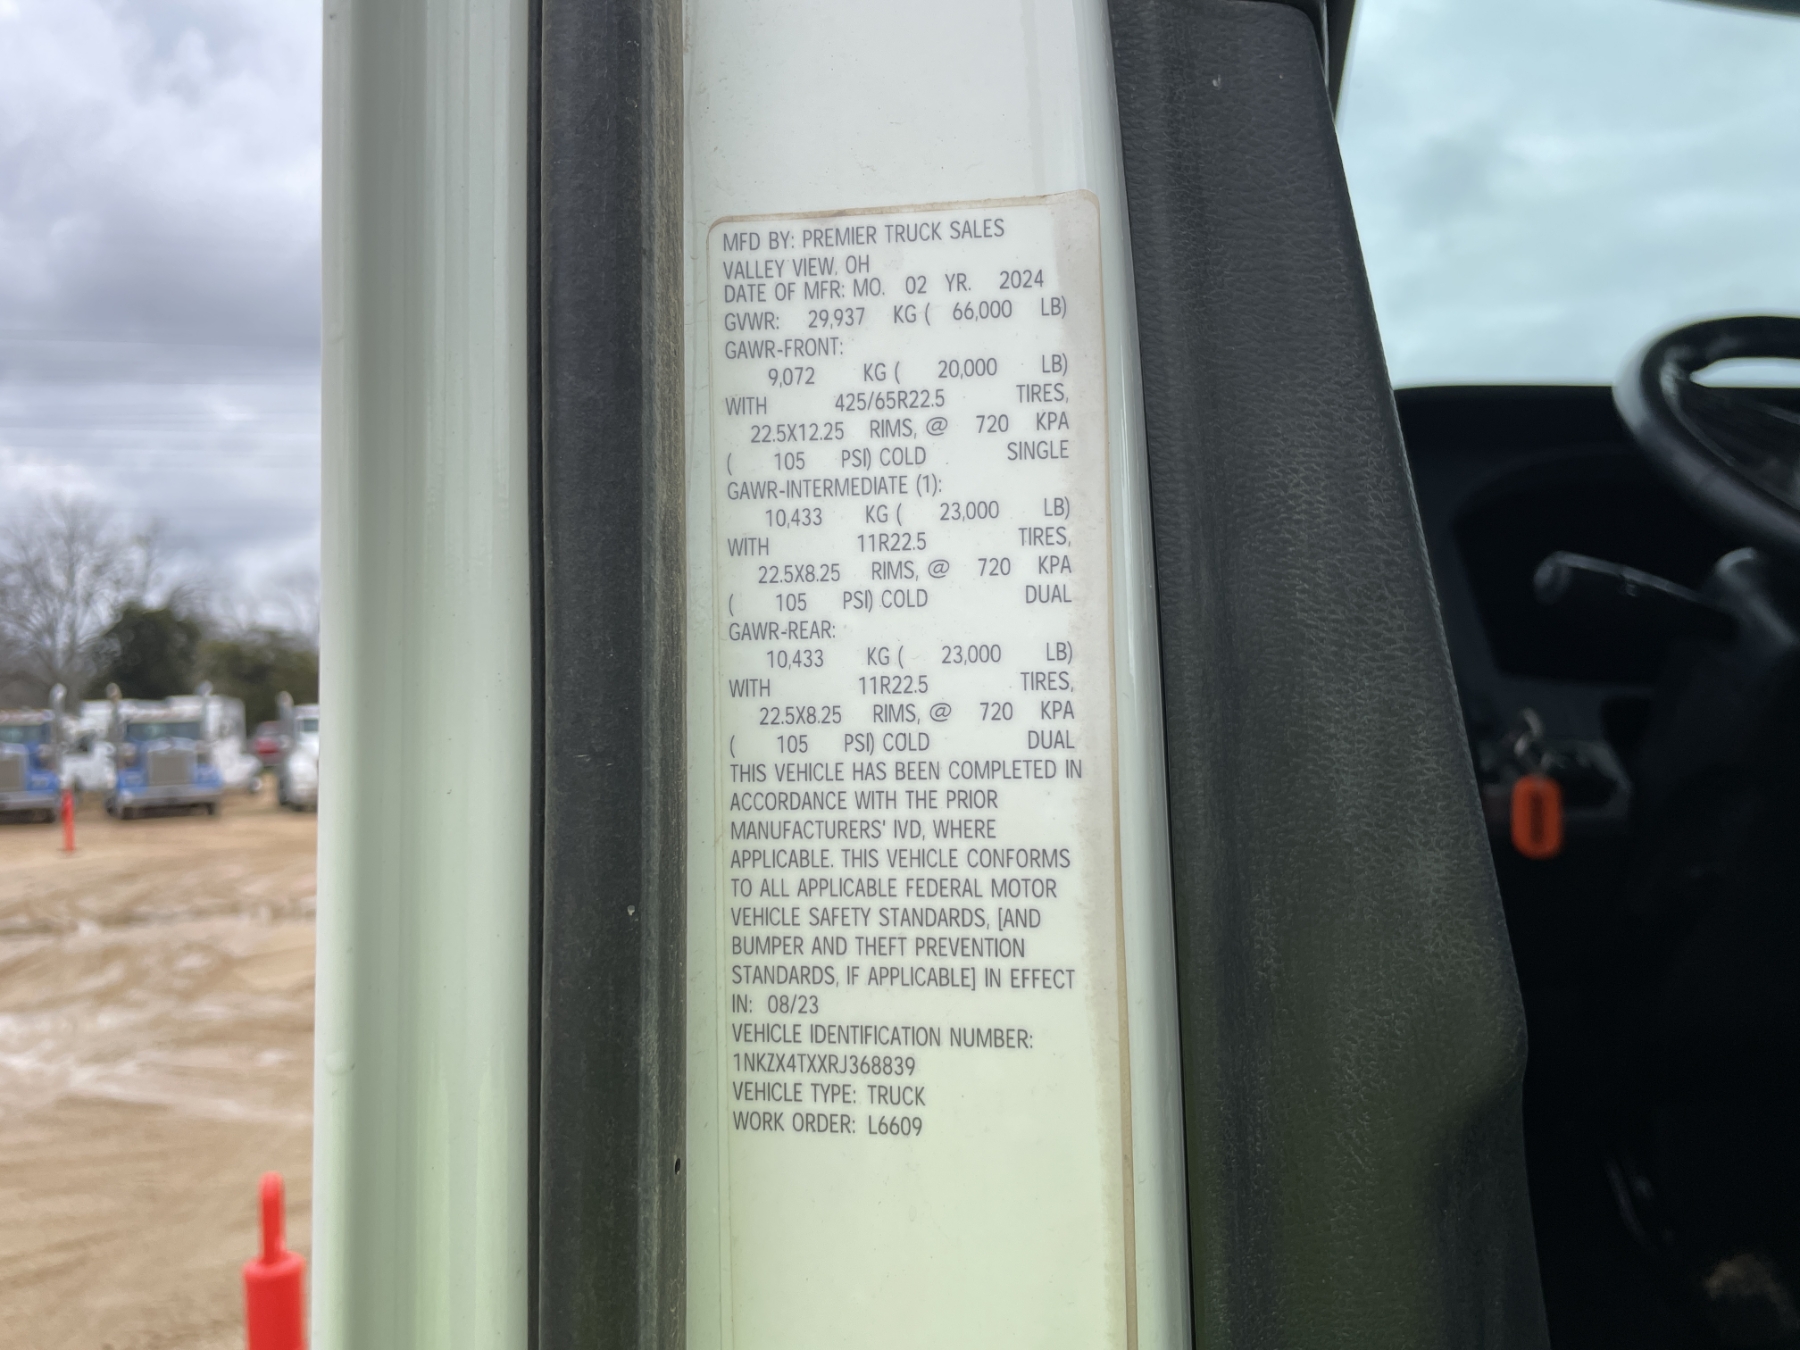 MFD BY: PREMIER TRUCK SALES
VALLEY VIEW, OH
DATE OF MFR: MO. 02 YR. 2024
GVWR: 29,937 KG ( 66,000 LB)
GAWR-FRONT:
9,072 KG ( 20,000 LB)
WITH 425/65R22.5 TIRES,
22.5X12.25 RIMS, @ 720 KPA
( 105 PSI) COLD SINGLE
GAWR-INTERMEDIATE (1):
10,433 KG ( 23,000 LB)
WITH 11R22.5 TIRES,
22.5X8.25 RIMS, @ 720 KPA
( 105 PSI) COLD DUAL
GAWR-REAR:
10,433 KG ( 23,000 LB)
WITH 11R22.5 TIRES,
22.5X8.25 RIMS, @ 720 KPA
( 105 PSI) COLD DUAL
THIS VEHICLE HAS BEEN COMPLETED IN
ACCORDANCE WITH THE PRIOR
MANUFACTURERS' IVD, WHERE
APPLICABLE. THIS VEHICLE CONFORMS
TO ALL APPLICABLE FEDERAL MOTOR
VEHICLE SAFETY STANDARDS, [AND
BUMPER AND THEFT PREVENTION
STANDARDS, IF APPLICABLE] IN EFFECT
IN: 08/23
VEHICLE IDENTIFICATION NUMBER:
1NKZX4TXXRJ368839
VEHICLE TYPE: TRUCK
WORK ORDER: L6609